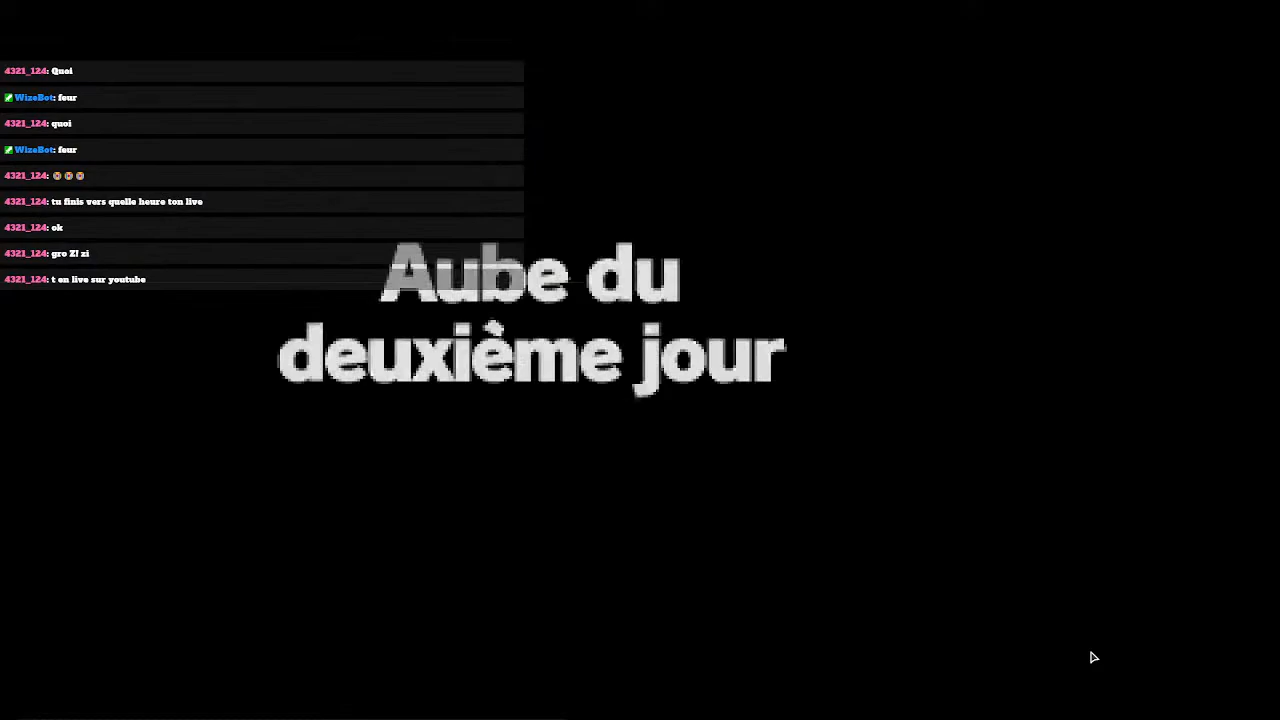 4321_124: Quoi
WizeBot: feur
4321_124: quoi
WizeBot: feur
4321_124:
4321_124: tu finis vers quelle heure ton live
4321_124: ok
4321_124: gro Z! zi
4321_124: t en live sur youtube
Aube du
deuxième jour